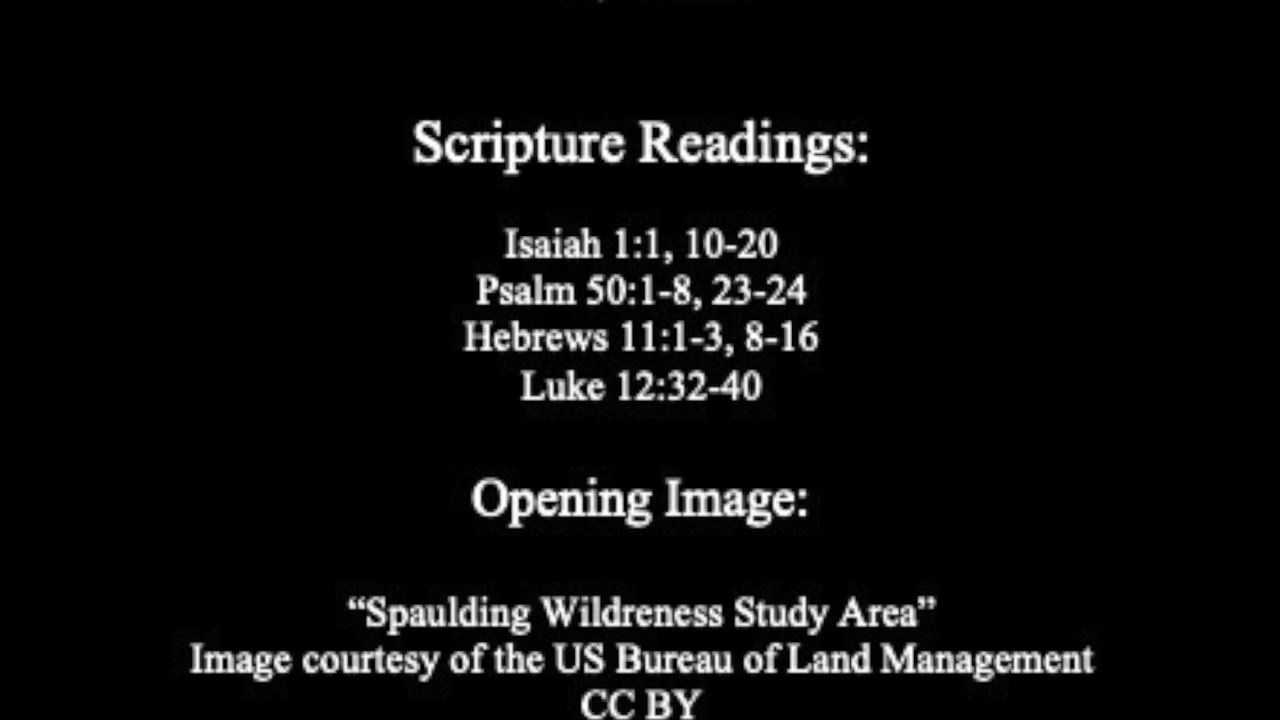 Scripture Readings:
Isaiah 1:1, 10-20
Psalm 50:1-8, 23-24
Hebrews 11:1-3, 8-16
Luke 12:32-40
Opening Image:
“Spaulding Wildreness Study Area”
Image courtesy of the US Bureau of Land Management
CC BY